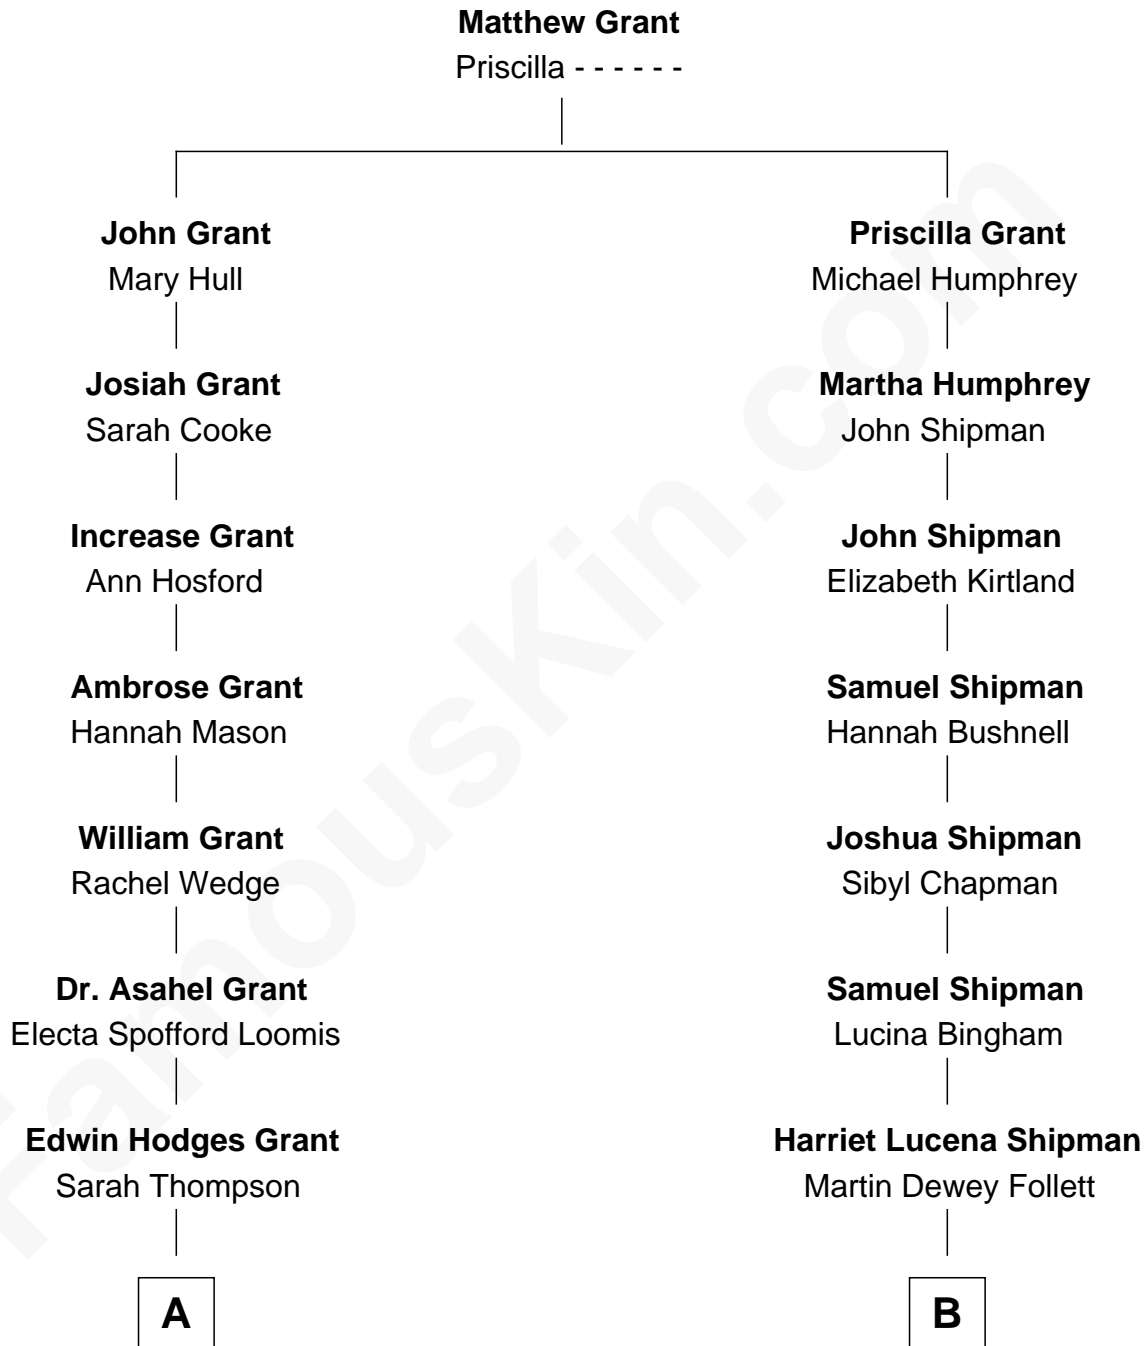 Matthew Grant
Priscilla - - - - - -
John Grant
Mary Hull
Priscilla Grant
Michael Humphrey
Josiah Grant
Sarah Cooke
Martha Humphrey
John Shipman
Increase Grant
Ann Hosford
John Shipman
Elizabeth Kirtland
Ambrose Grant
Hannah Mason
Samuel Shipman
Hannah Bushnell
William Grant
Rachel Wedge
Joshua Shipman
Sibyl Chapman
Dr. Asahel Grant
Electa Spofford Loomis
Samuel Shipman
Lucina Bingham
Edwin Hodges Grant
Sarah Thompson
Harriet Lucena Shipman
Martin Dewey Follett
A
B
FamousKin.com